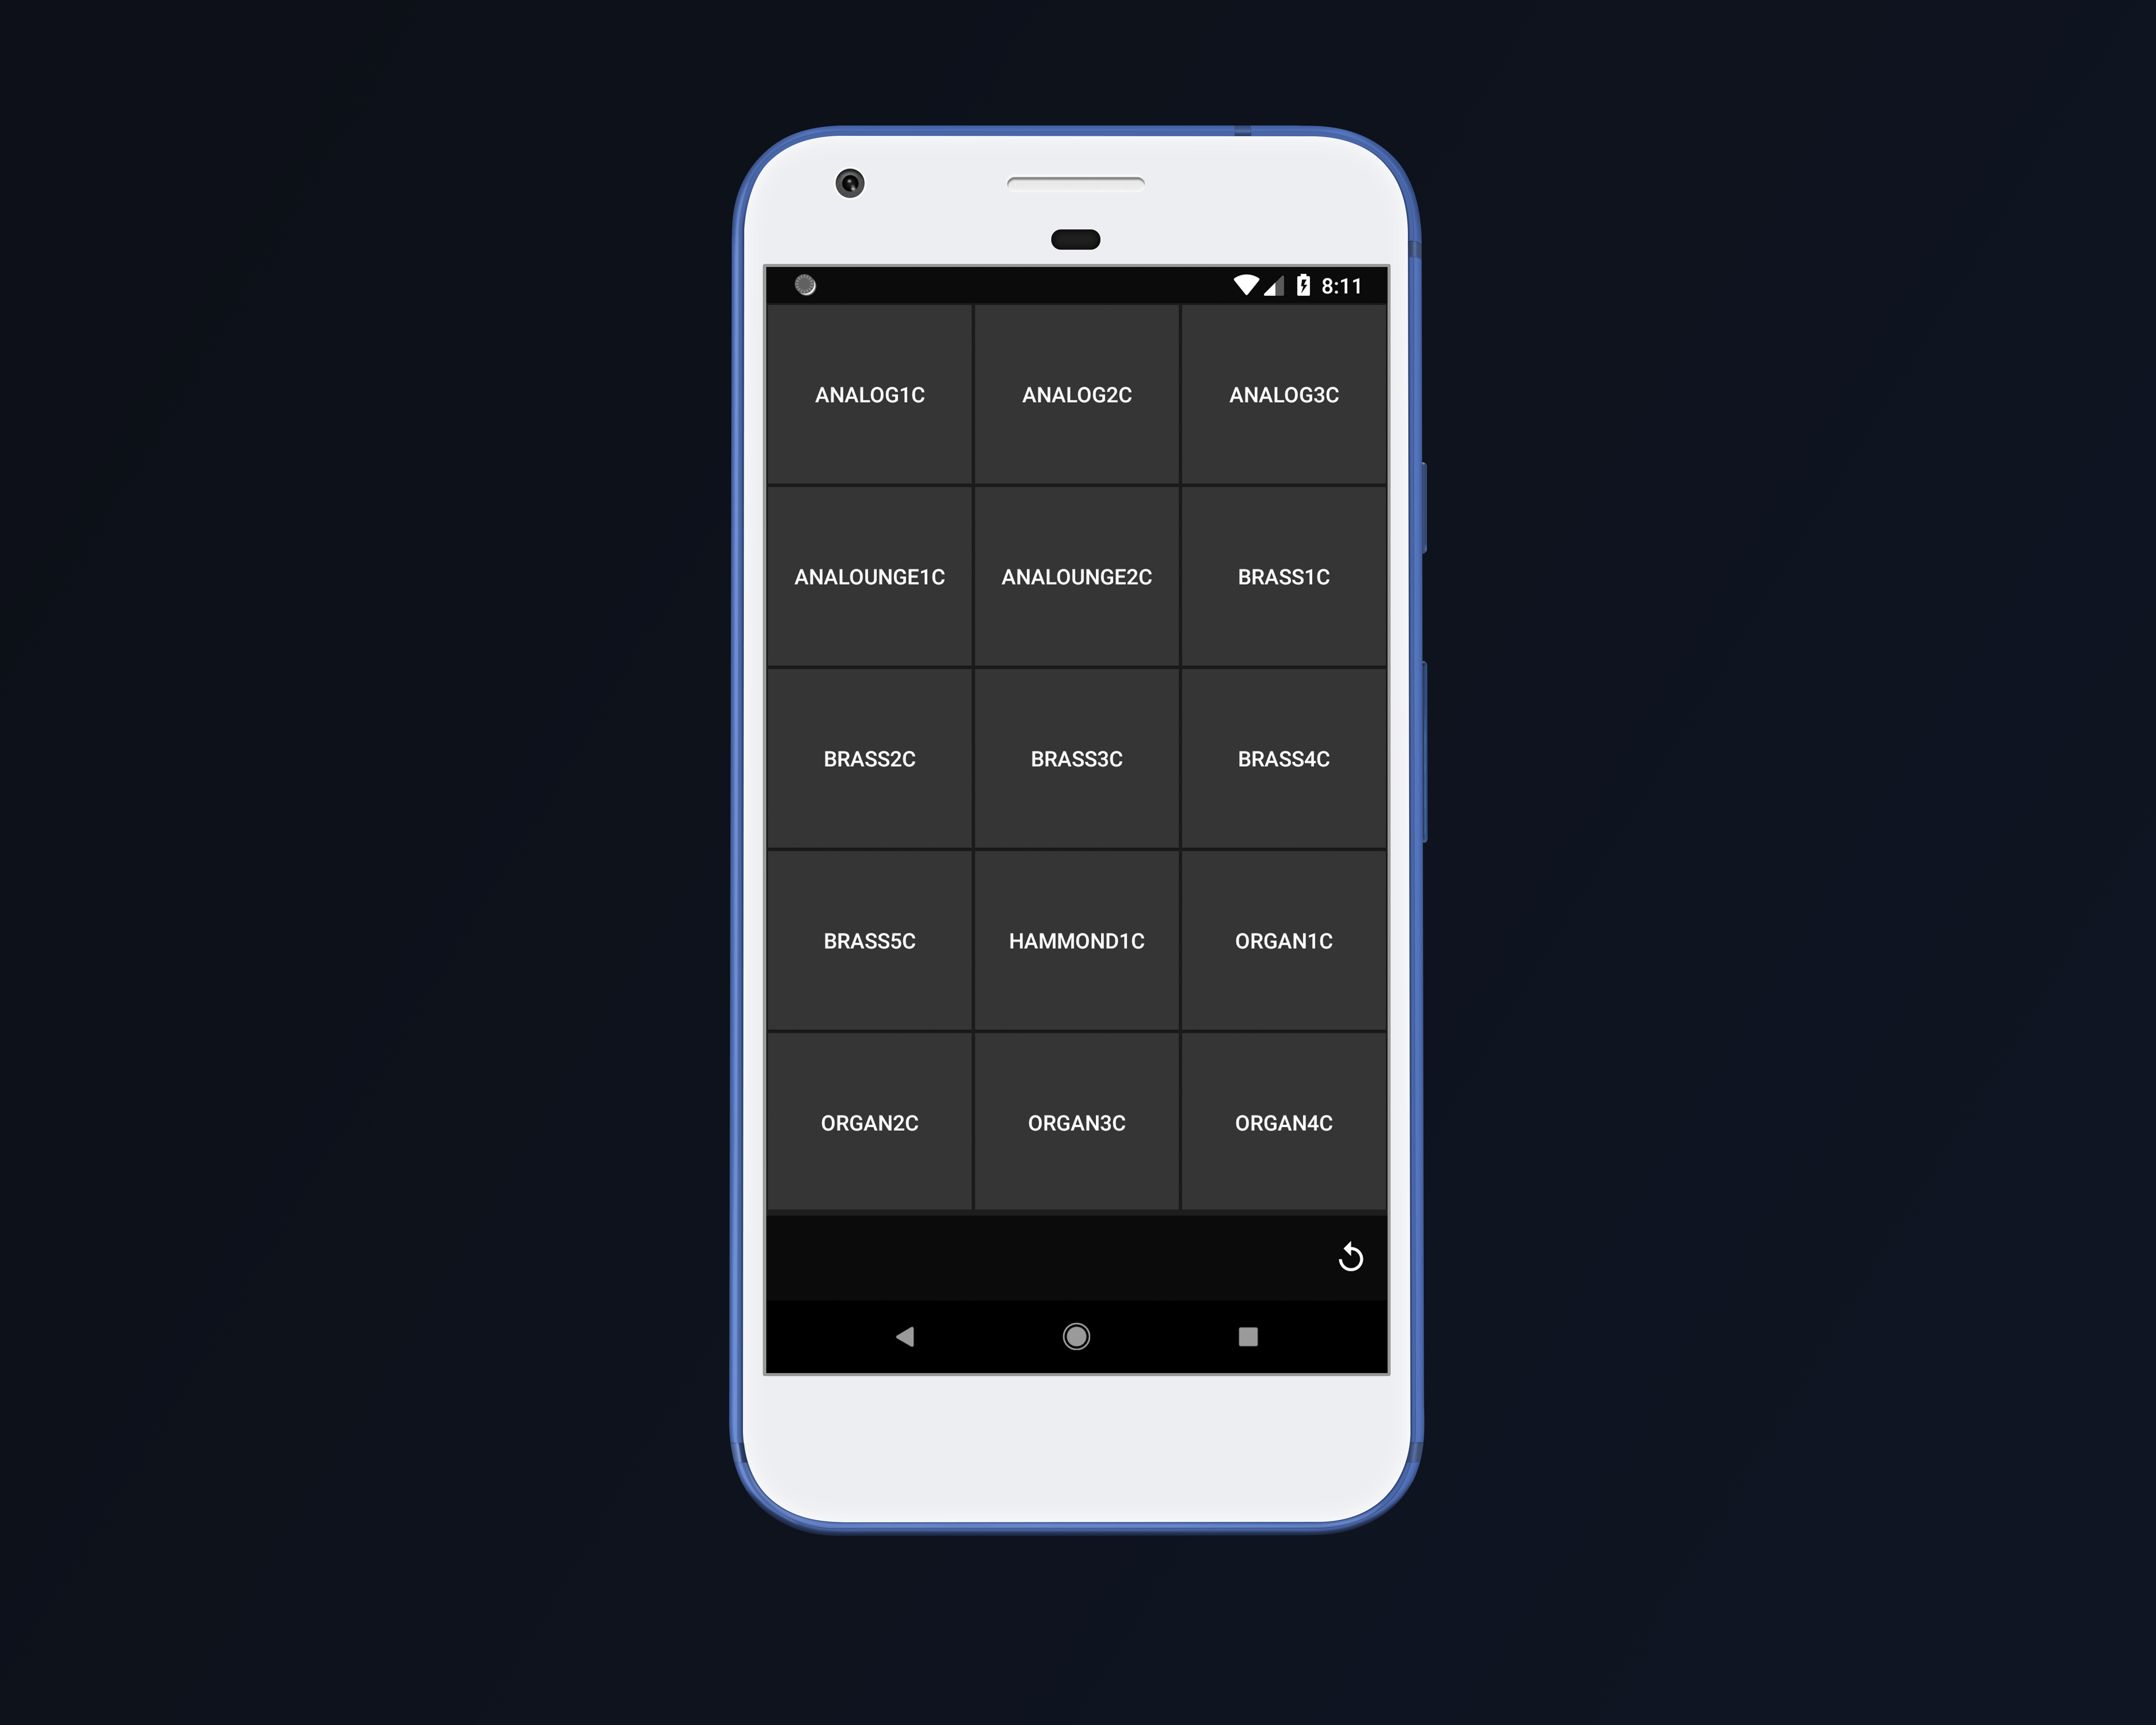 8:11
ANALOG1C ANALOG2C ANALOG3C
ANALOUNGE1C ANALOUNGE2C BRASS1C
BRASS2C BRASS3C BRASS4C
BRASS5C HAMMOND1C ORGAN1C
ORGAN2C ORGAN3C ORGAN4C